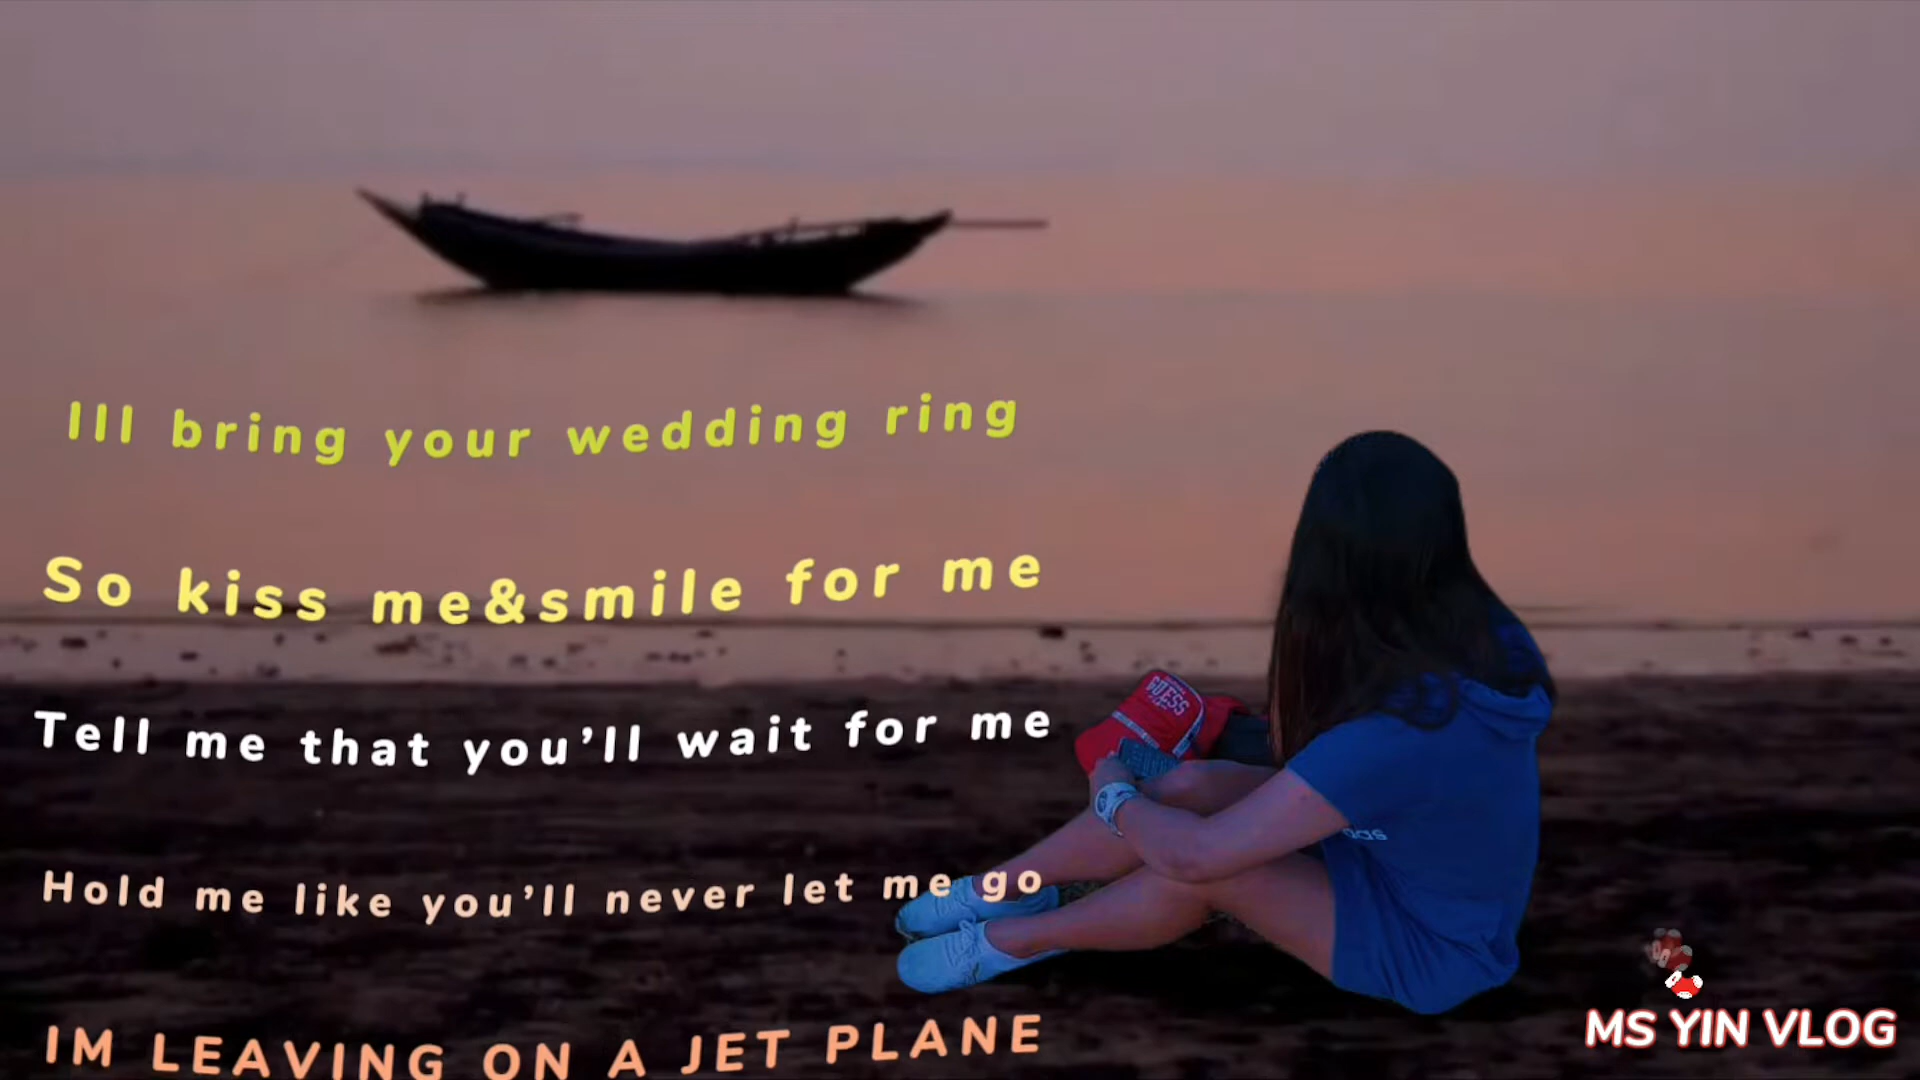 Ill bring your wedding ring
So kiss me&smile for me
Tell me that you’ll wait for me
Hold me like you’ll never let me go
IM LEAVING ON A JET PLANE
GUESS
MS YIN VLOG